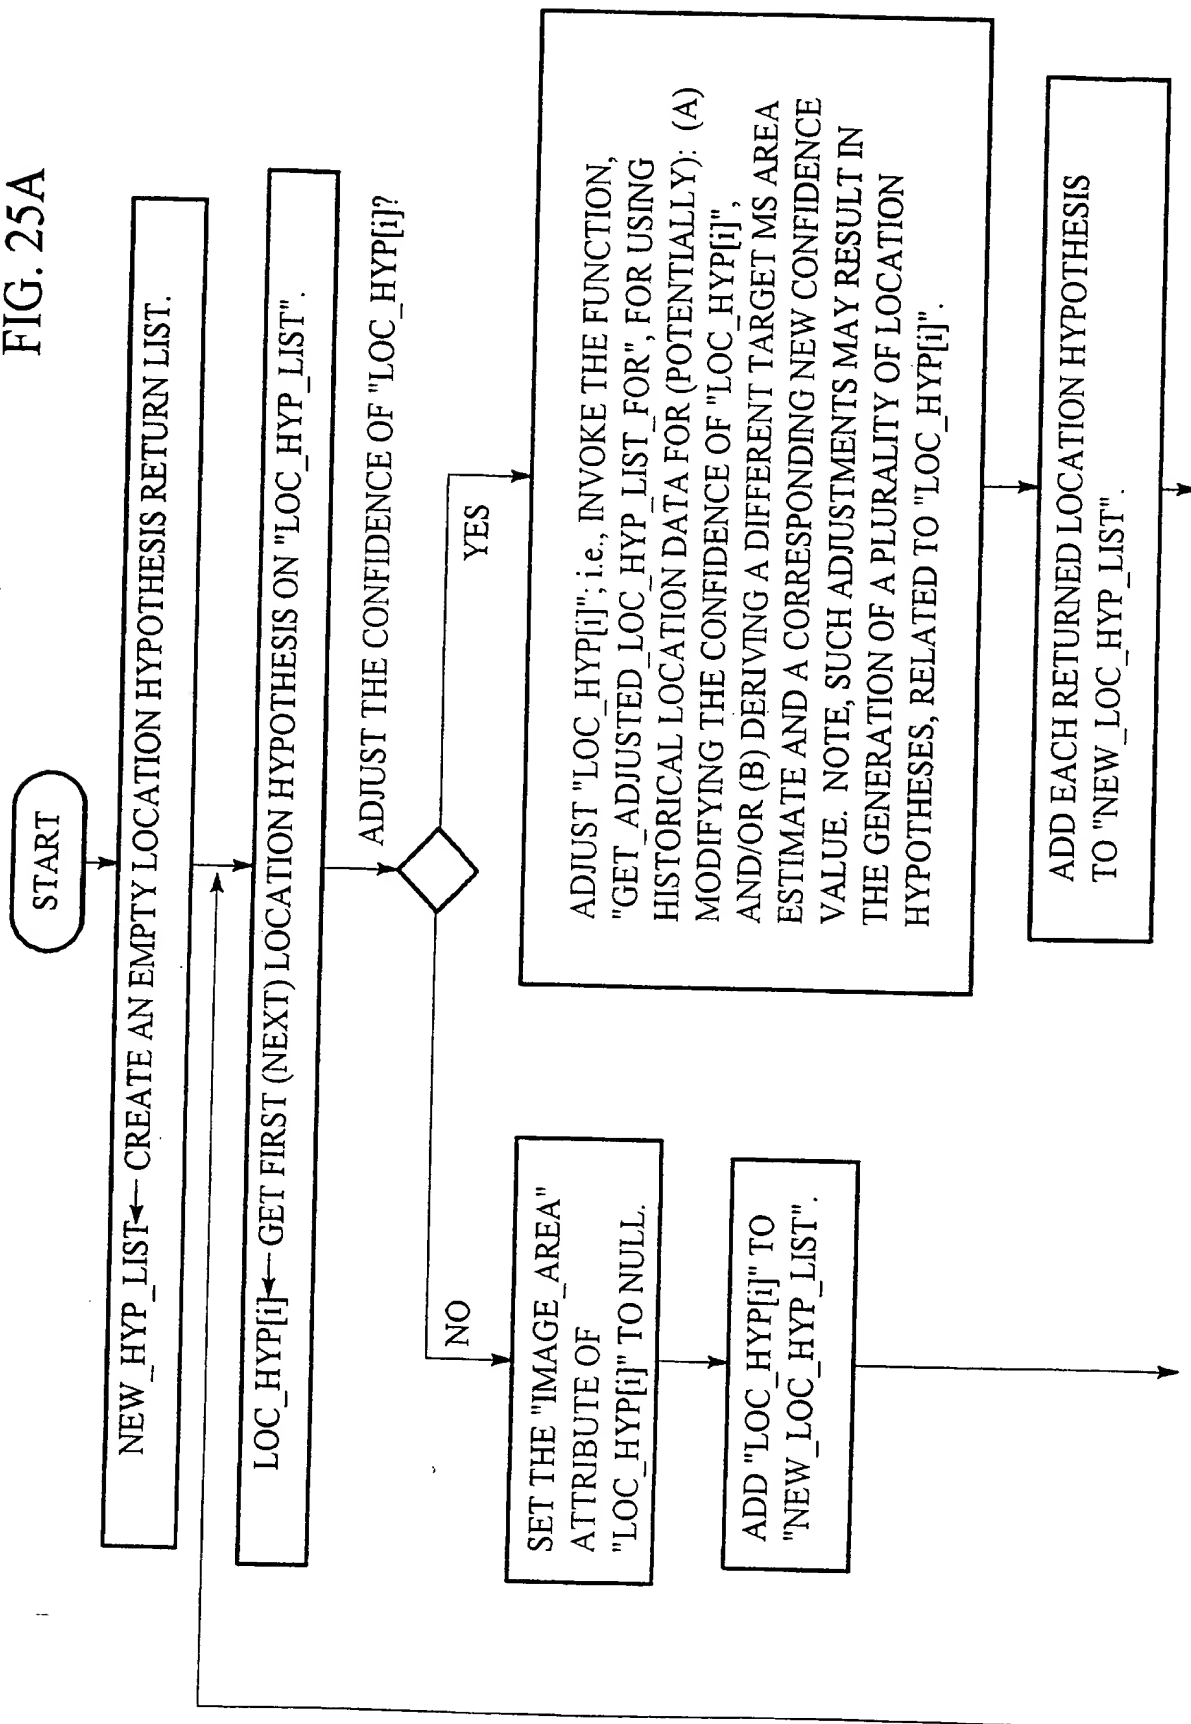 FIG. 25A
START
NEW_HYP_LIST← CREATE AN EMPTY LOCATION HYPOTHESIS RETURN LIST.
LOC_HYP[i]← GET FIRST (NEXT) LOCATION HYPOTHESIS ON "LOC_HYP_LIST".
ADJUST THE CONFIDENCE OF "LOC_HYP[i]?
NO
YES
SET THE "IMAGE_AREA"
ATTRIBUTE OF
"LOC_HYP[i]" TO NULL.
ADD "LOC_HYP[i]" TO
"NEW_LOC_HYP_LIST".
ADJUST "LOC_HYP[i]"; i.e., INVOKE THE FUNCTION,
"GET_ADJUSTED_LOC_HYP_LIST_FOR", FOR USING
HISTORICAL LOCATION DATA FOR (POTENTIALLY): (A)
MODIFYING THE CONFIDENCE OF "LOC_HYP[i]",
AND/OR (B) DERIVING A DIFFERENT TARGET MS AREA
ESTIMATE AND A CORRESPONDING NEW CONFIDENCE
VALUE. NOTE, SUCH ADJUSTMENTS MAY RESULT IN
THE GENERATION OF A PLURALITY OF LOCATION
HYPOTHESES, RELATED TO "LOC_HYP[i]".
ADD EACH RETURNED LOCATION HYPOTHESIS
TO "NEW_LOC_HYP_LIST".